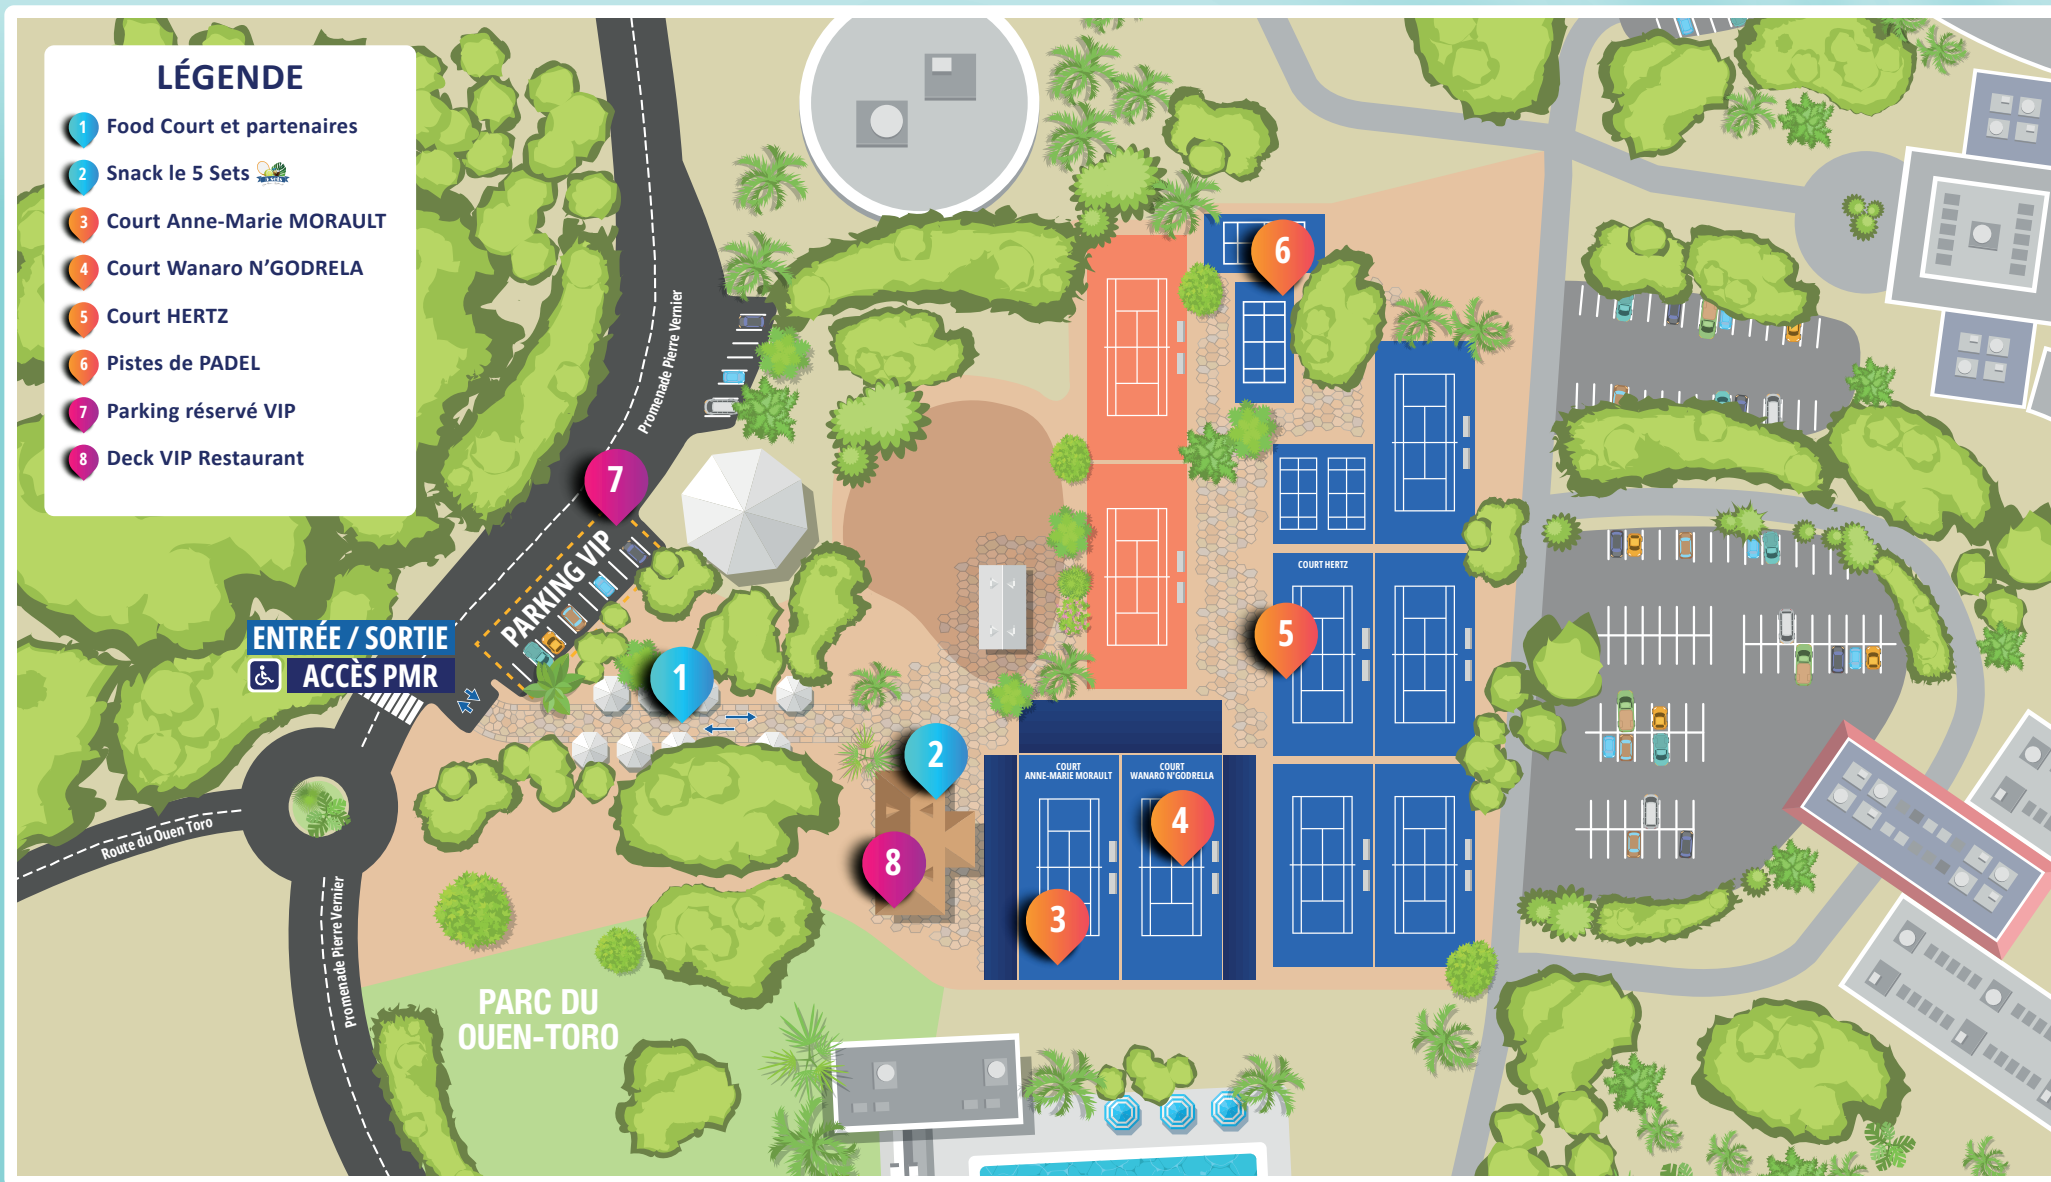 LÉGENDE
1 Food Court et partenaires
2 Snack le 5 Sets
3 Court Anne-Marie MORAULT
4 Court Wanaro N'GODRELA
5 Court HERTZ
6 Pistes de PADEL
7 Parking réservé VIP
8 Deck VIP Restaurant
Promenade Pierre Vernier
6
7
PARKING VIP
COURT HERTZ
5
ENTRÉE / SORTIE
ACCÈS PMR
1
2
COURT
ANNE-MARIE MORAULT
COURT
WANARO N'GODRELA
4
Route du Ouen Toro
8
3
Promenade Pierre Vernier
PARC DU
OUEN-TORO